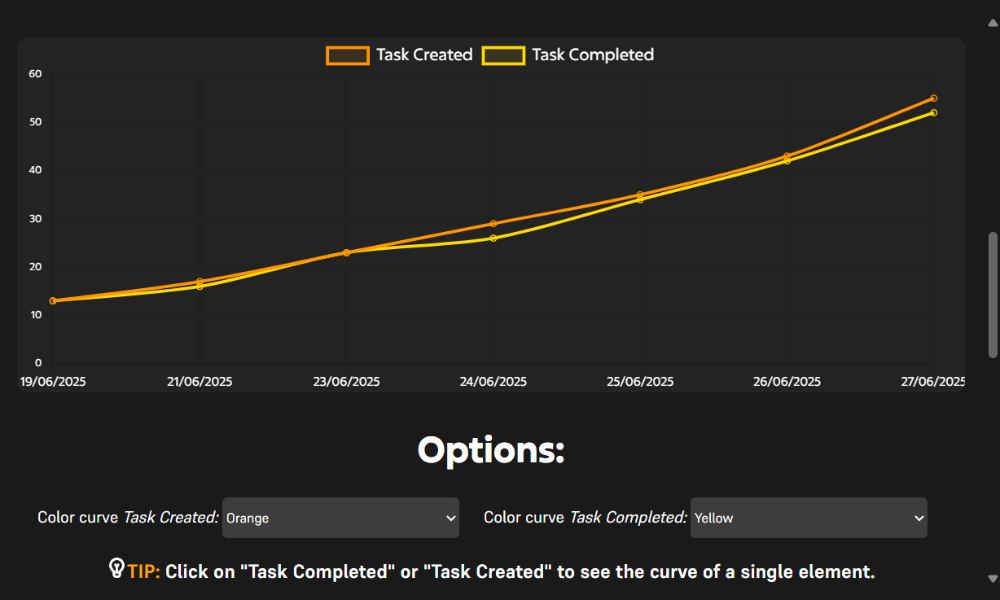 Task Created Task Completed
60
50
40
30
20
10
0
19/06/2025 21/06/2025 23/06/2025 24/06/2025 25/06/2025 26/06/2025 27/06/2025
Options:
Color curve Task Created: Orange Color curve Task Completed: Yellow
TIP: Click on "Task Completed" or "Task Created" to see the curve of a single element.